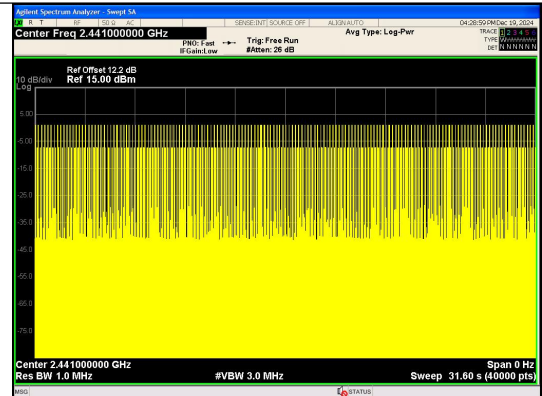 Agilent Spectrum Analyzer - Swept SA
R T RF 50 Ω AC SENSE:INT SOURCE OFF ALIGN AUTO 04:28:59 PM Dec 19, 2024
Center Freq 2.441000000 GHz
PNO: Fast
IFGain:Low
Trig: Free Run
#Atten: 26 dB
Avg Type: Log-Pwr
TRACE 1 2 3 4 5 6
TYPE
DET N N N N N N
Ref Offset 12.2 dB
10 dB/div Ref 15.00 dBm
Log
5.00
-5.00
-15.0
-25.0
-35.0
-45.0
-55.0
-65.0
-75.0
Center 2.441000000 GHz Span 0 Hz
Res BW 1.0 MHz #VBW 3.0 MHz Sweep 31.60 s (40000 pts)
MSG STATUS